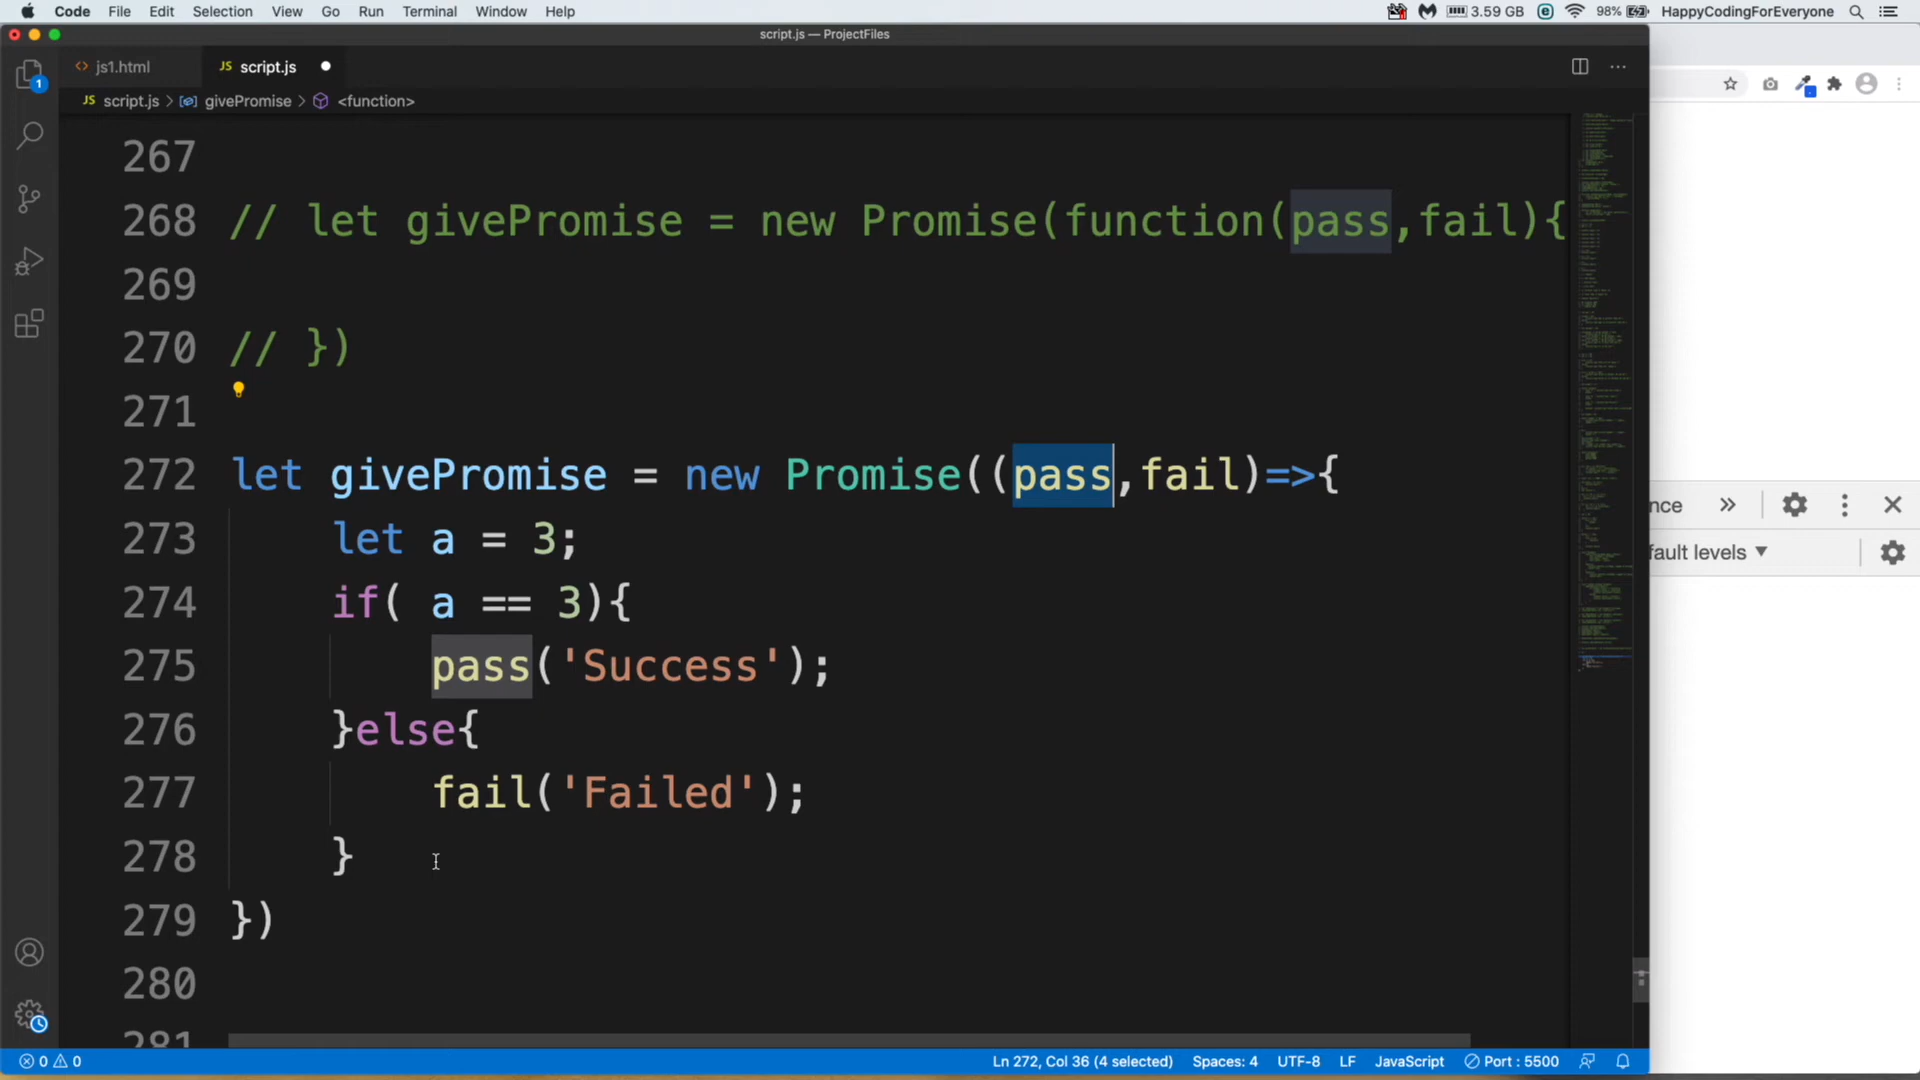 Code File Edit Selection View Go Run Terminal Window Help 3.59 GB 98% HappyCodingForEveryone
script.js — ProjectFiles
js1.html JS script.js
JS script.js > givePromise > <function>
267
268 // let givePromise = new Promise(function(pass,fail){
269
270 // })
271
272 let givePromise = new Promise((pass,fail)=>{
273 let a = 3;
274 if( a == 3){
275 pass('Success');
276 }else{
277 fail('Failed');
278 }
279 })
280
281
nce »
fault levels ▼
1
0 0 Ln 272, Col 36 (4 selected) Spaces: 4 UTF-8 LF JavaScript Port : 5500